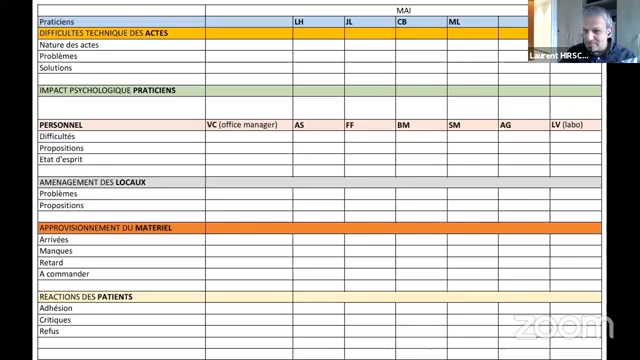 MAI
Praticiens LH JL CB ML
DIFFICULTES TECHNIQUE DES ACTES
Nature des actes
Problèmes
Solutions
IMPACT PSYCHOLOGIQUE PRATICIENS
PERSONNEL VC (office manager) AS FF BM SM AG LV (labo)
Difficultés
Propositions
Etat d'esprit
AMENAGEMENT DES LOCAUX
Problèmes
Propositions
APPROVISIONNEMENT DU MATERIEL
Arrivées
Manques
Retard
A commander
REACTIONS DES PATIENTS
Adhésion
Critiques
Refus
Laurent HIRSC...
zoom